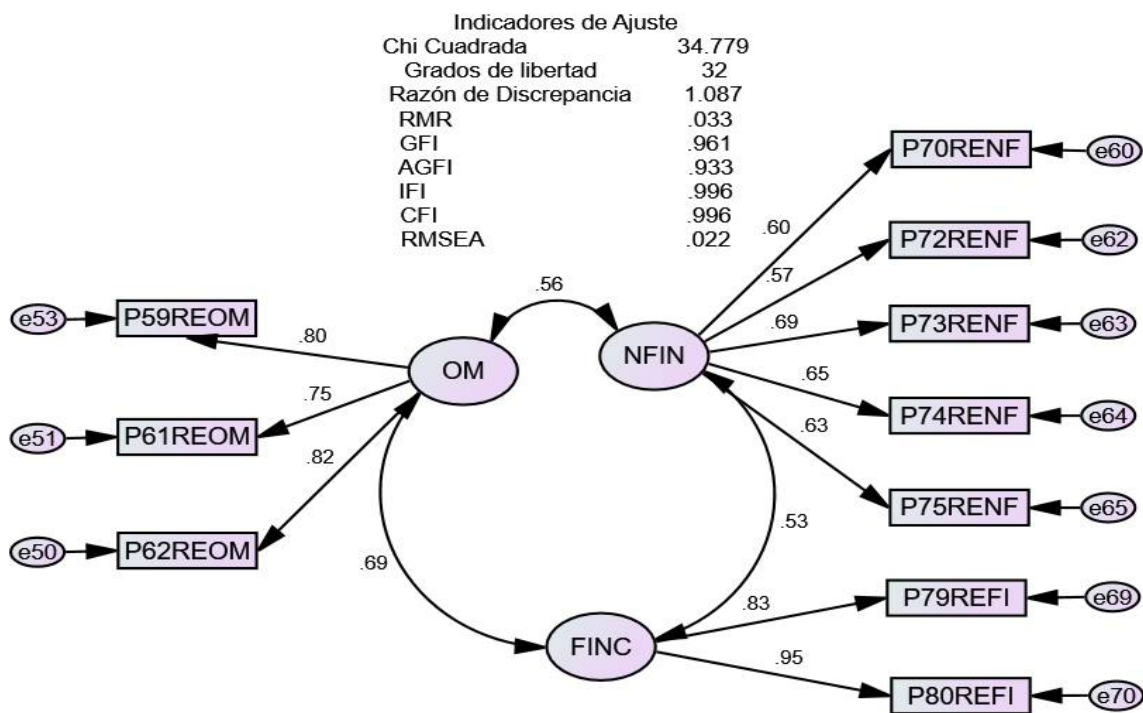 Indicadores de Ajuste
Chi Cuadrada 34.779
Grados de libertad 32
Razón de Discrepancia 1.087
RMR .033
GFI .961
AGFI .933
IFI .996
CFI .996
RMSEA .022
P70RENF e60
.60
P72RENF e62
.57
.56
e53 P59REOM
.80
OM
NFIN
.69
P73RENF e63
.65
P74RENF e64
.75
e51 P61REOM
.63
.82
P75RENF e65
.53
e50 P62REOM
.69
.83
P79REFI e69
FINC
.95
P80REFI e70